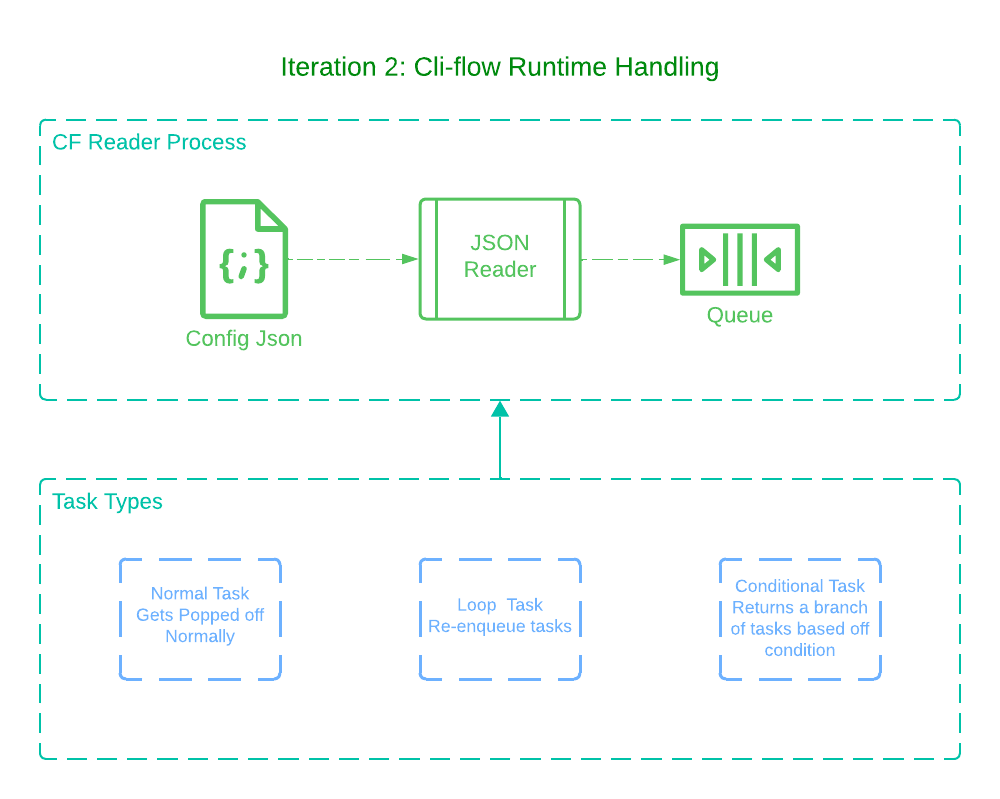 Iteration 2: Cli-flow Runtime Handling
CF Reader Process
{;}
JSON
Reader
Config Json
Queue
Task Types
Normal Task
Gets Popped off
Normally
Loop  Task
Re-enqueue tasks
Conditional Task
Returns a branch
of tasks based off
condition